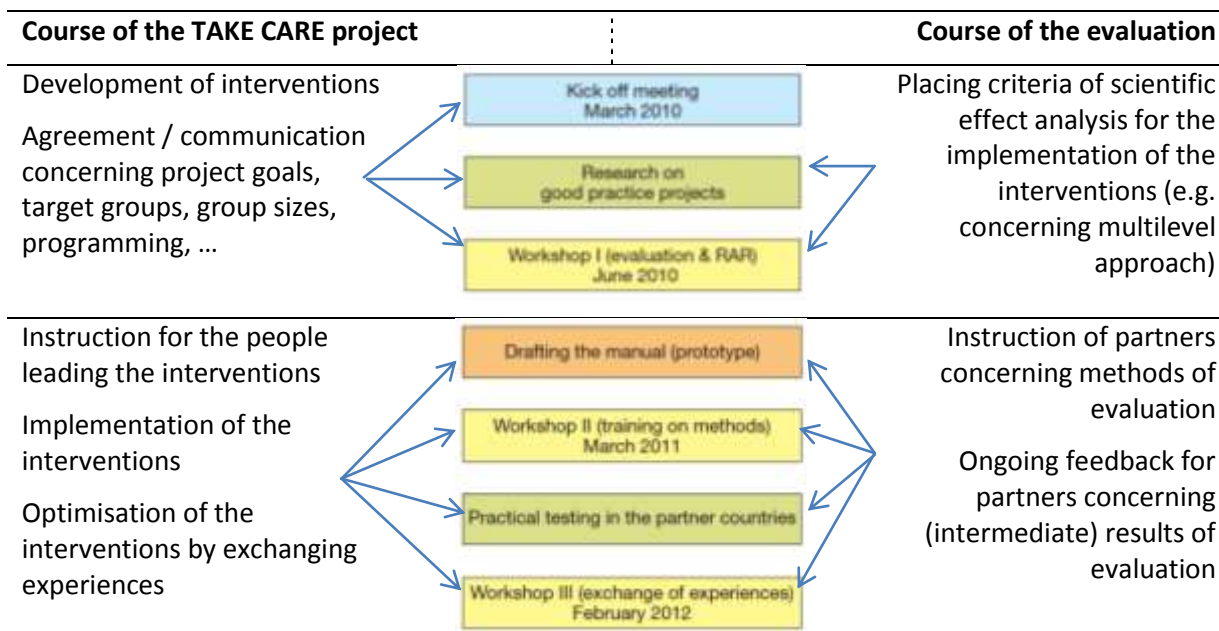 Course of the TAKE CARE project
Course of the evaluation
Development of interventions
Agreement / communication
concerning project goals,
target groups, group sizes,
programming, …
Kick off meeting
March 2010
Research on
good practice projects
Workshop I (evaluation & RAR)
June 2010
Placing criteria of scientific
effect analysis for the
implementation of the
interventions (e.g.
concerning multilevel
approach)
Instruction for the people
leading the interventions
Implementation of the
interventions
Optimisation of the
interventions by exchanging
experiences
Drafting the manual (prototype)
Workshop II (training on methods)
March 2011
Practical testing in the partner countries
Workshop III (exchange of experiences)
February 2012
Instruction of partners
concerning methods of
evaluation
Ongoing feedback for
partners concerning
(intermediate) results of
evaluation